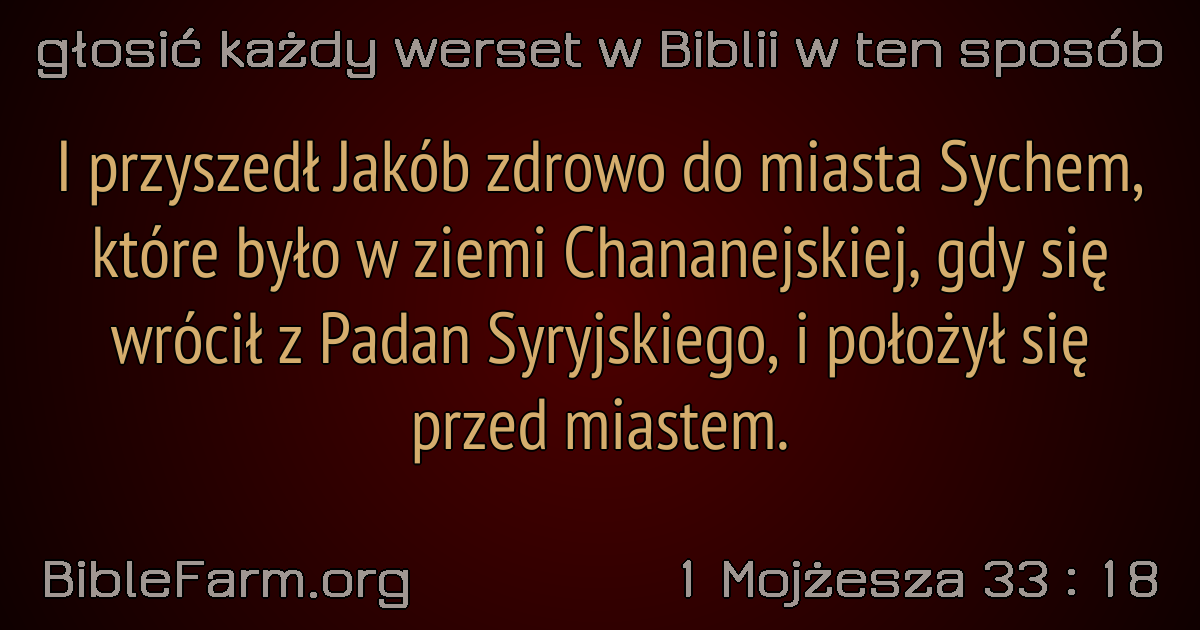 głosić każdy werset w Biblii w ten sposób
I przyszedł Jakób zdrowo do miasta Sychem,
które było w ziemi Chananejskiej, gdy się
wrócił z Padan Syryjskiego, i położył się
przed miastem.
BibleFarm.org
1 Mojżesza 33 : 18